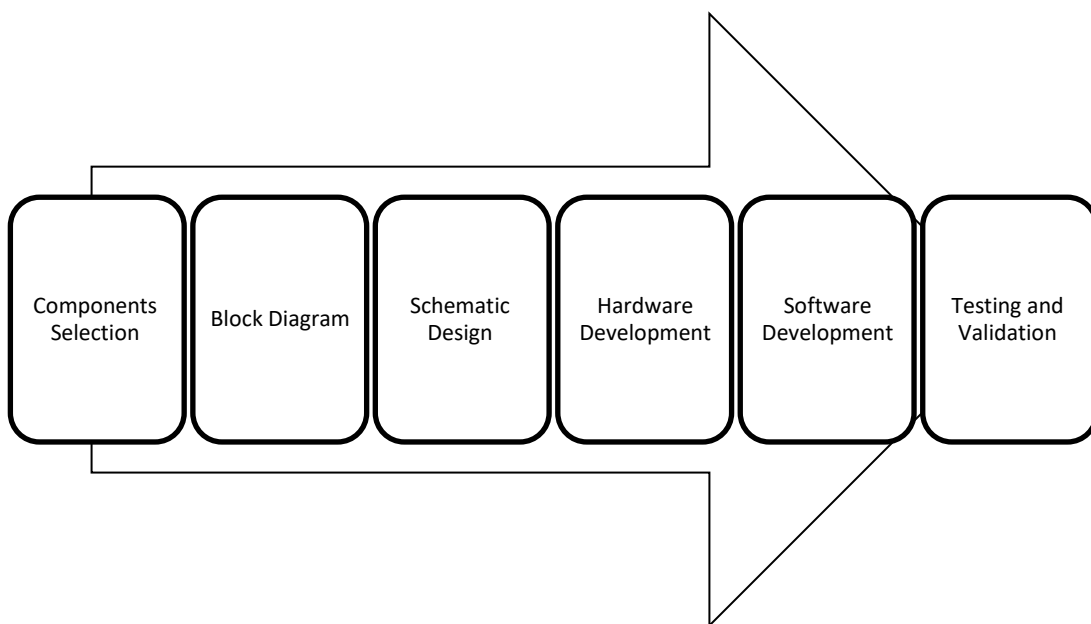 Components
Selection
Block Diagram
Schematic
Design
Hardware
Development
Software
Development
Testing and
Validation